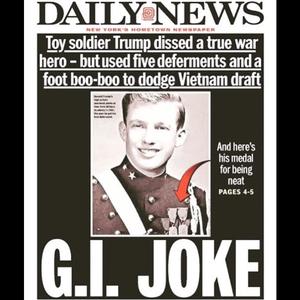 DAILY NEWS
NEW YORK'S HOMETOWN NEWSPAPER
Toy soldier Trump dissed a true war
hero – but used five deferments and a
foot boo-boo to dodge Vietnam draft
And here's
his medal
for being
neat
PAGES 4-5
G.I. JOKE